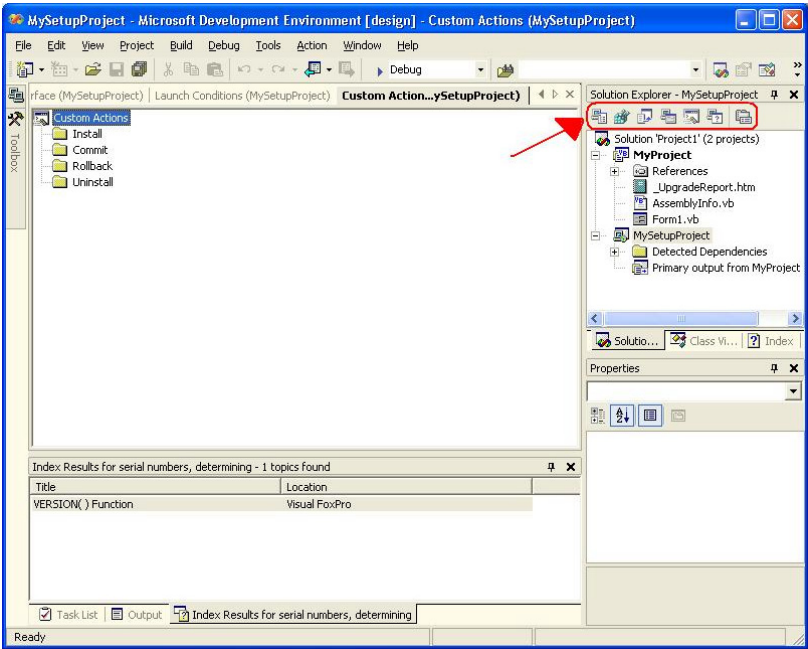 MySetupProject - Microsoft Development Environment [design] - Custom Actions (MySetupProject)
File Edit View Project Build Debug Tools Action Window Help
Debug
rface (MySetupProject) Launch Conditions (MySetupProject) Custom Action...ySetupProject)
Toolbox
Custom Actions
Install
Commit
Rollback
Uninstall
Solution Explorer - MySetupProject
Solution 'Project1' (2 projects)
MyProject
References
_UpgradeReport.htm
AssemblyInfo.vb
Form1.vb
MySetupProject
Detected Dependencies
Primary output from MyProject
Solutio... Class Vi... Index
Properties
Index Results for serial numbers, determining - 1 topics found
Title Location
VERSION( ) Function Visual FoxPro
Task List Output Index Results for serial numbers, determining
Ready